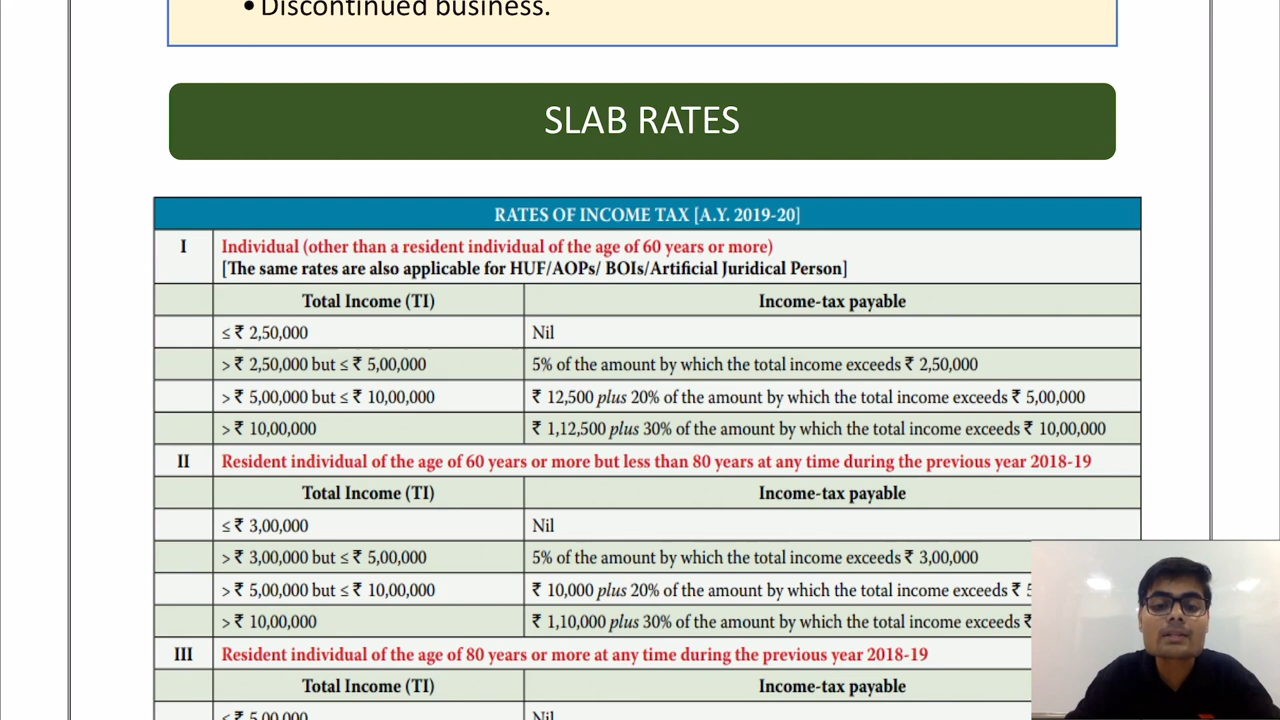 • Discontinued business.
SLAB RATES
RATES OF INCOME TAX [A.Y. 2019-20]
I Individual (other than a resident individual of the age of 60 years or more)
[The same rates are also applicable for HUF/AOPs/ BOIs/Artificial Juridical Person]
Total Income (TI) Income-tax payable
≤ ₹ 2,50,000 Nil
> ₹ 2,50,000 but ≤ ₹ 5,00,000 5% of the amount by which the total income exceeds ₹ 2,50,000
> ₹ 5,00,000 but ≤ ₹ 10,00,000 ₹ 12,500 plus 20% of the amount by which the total income exceeds ₹ 5,00,000
> ₹ 10,00,000 ₹ 1,12,500 plus 30% of the amount by which the total income exceeds ₹ 10,00,000
II Resident individual of the age of 60 years or more but less than 80 years at any time during the previous year 2018-19
Total Income (TI) Income-tax payable
≤ ₹ 3,00,000 Nil
> ₹ 3,00,000 but ≤ ₹ 5,00,000 5% of the amount by which the total income exceeds ₹ 3,00,000
> ₹ 5,00,000 but ≤ ₹ 10,00,000 ₹ 10,000 plus 20% of the amount by which the total income exceeds ₹
> ₹ 10,00,000 ₹ 1,10,000 plus 30% of the amount by which the total income exceeds ₹
III Resident individual of the age of 80 years or more at any time during the previous year 2018-19
Total Income (TI) Income-tax payable
≤ ₹ 5,00,000 Nil